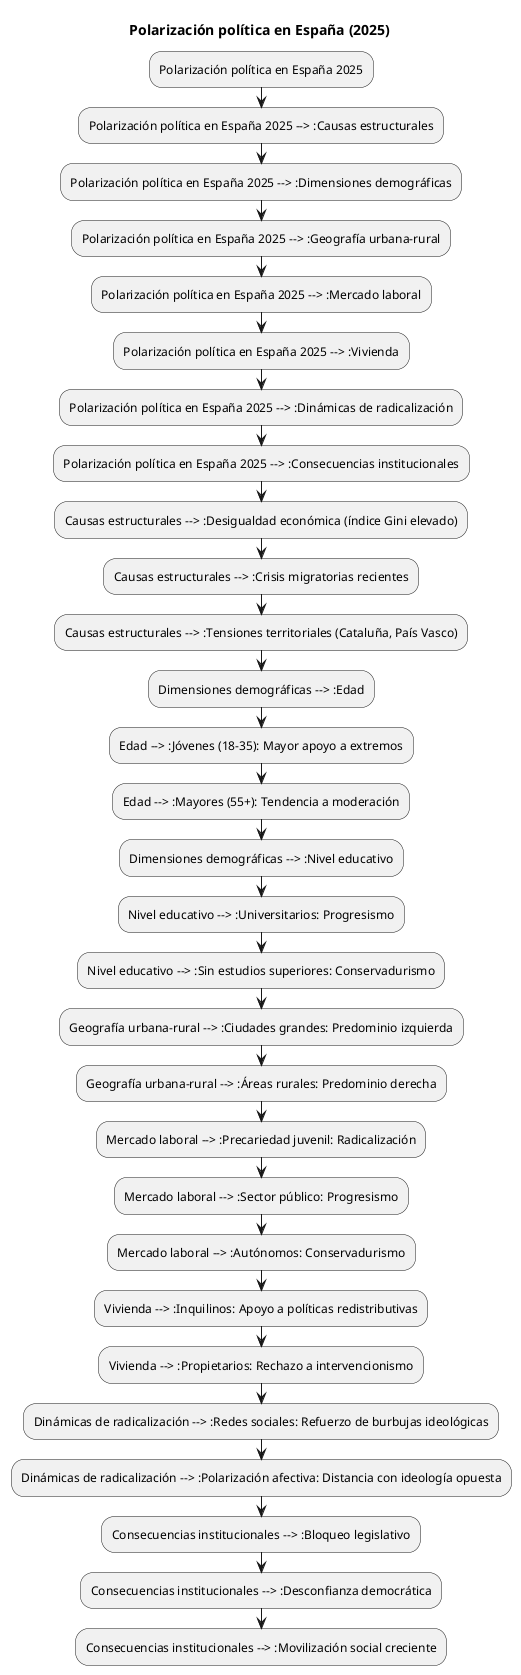 Polarización política en España (2025)
Polarización política en España 2025
Polarización política en España 2025 --> :Causas estructurales
Polarización política en España 2025 --> :Dimensiones demográficas
Polarización política en España 2025 --> :Geografía urbana-rural
Polarización política en España 2025 --> :Mercado laboral
Polarización política en España 2025 --> :Vivienda
Polarización política en España 2025 --> :Dinámicas de radicalización
Polarización política en España 2025 --> :Consecuencias institucionales
Causas estructurales --> :Desigualdad económica (índice Gini elevado)
Causas estructurales --> :Crisis migratorias recientes
Causas estructurales --> :Tensiones territoriales (Cataluña, País Vasco)
Dimensiones demográficas --> :Edad
Edad --> :Jóvenes (18-35): Mayor apoyo a extremos
Edad --> :Mayores (55+): Tendencia a moderación
Dimensiones demográficas --> :Nivel educativo
Nivel educativo --> :Universitarios: Progresismo
Nivel educativo --> :Sin estudios superiores: Conservadurismo
Geografía urbana-rural --> :Ciudades grandes: Predominio izquierda
Geografía urbana-rural --> :Áreas rurales: Predominio derecha
Mercado laboral --> :Precariedad juvenil: Radicalización
Mercado laboral --> :Sector público: Progresismo
Mercado laboral --> :Autónomos: Conservadurismo
Vivienda --> :Inquilinos: Apoyo a políticas redistributivas
Vivienda --> :Propietarios: Rechazo a intervencionismo
Dinámicas de radicalización --> :Redes sociales: Refuerzo de burbujas ideológicas
Dinámicas de radicalización --> :Polarización afectiva: Distancia con ideología opuesta
Consecuencias institucionales --> :Bloqueo legislativo
Consecuencias institucionales --> :Desconfianza democrática
Consecuencias institucionales --> :Movilización social creciente